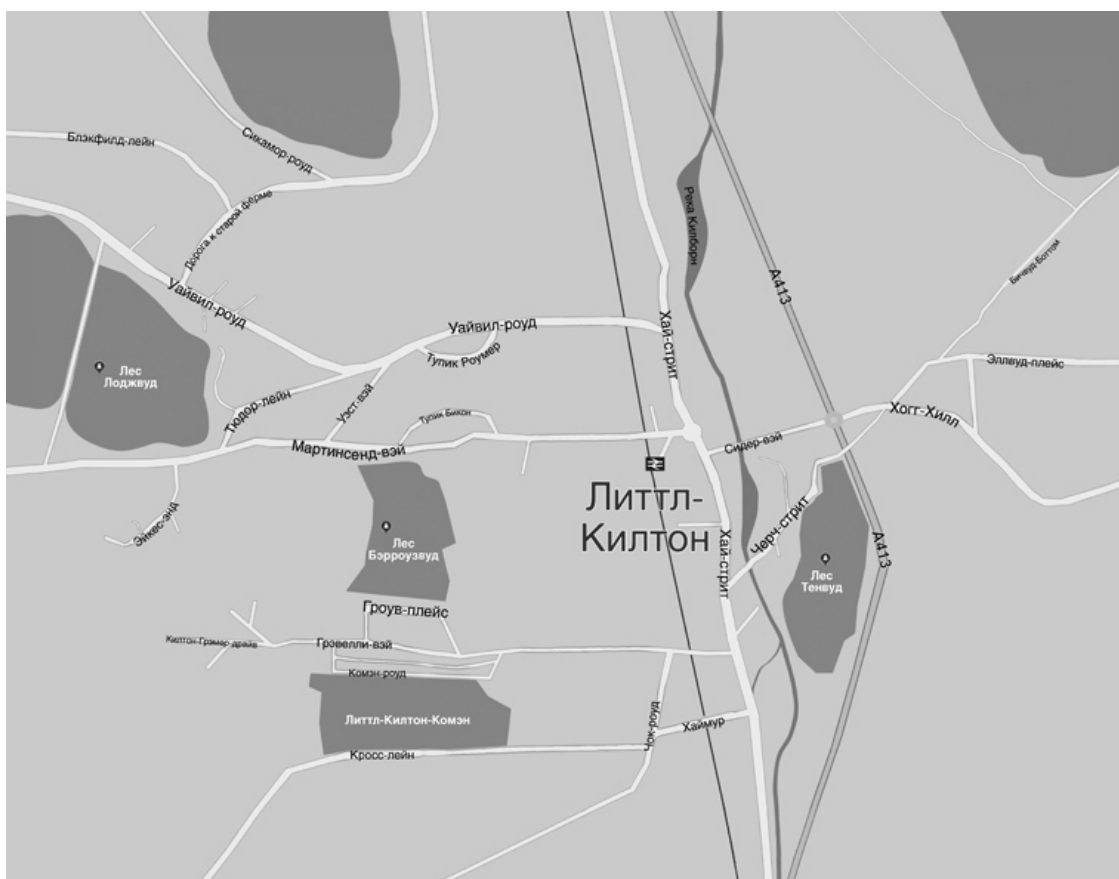 Блэкфилд-лейн
Сикамор-роуд
Дорога к старой ферме
Река Килборн
Бичвуд-Боттом
A413
Уайвил-роуд
Уайвил-роуд
Хай-стрит
Тупик Роумер
Эллвуд-плейс
Лес
Лоджвуд
Тюдор-лейн
Уэст-вэй
Тупик Бикон
Хогг-Хилл
Мартинсенд-вэй
Сидер-вэй
Литтл-
Килтон
Эйкес-энд
Лес
Бэрроузвуд
Хай-стрит
Черч-стрит
A413
Лес
Тенвуд
Гроув-плейс
Килтон-Грэмер-драйв
Грэвелли-вэй
Комэн-роуд
Литтл-Килтон-Комэн
Чок-роуд
Хаймур
Кросс-лейн